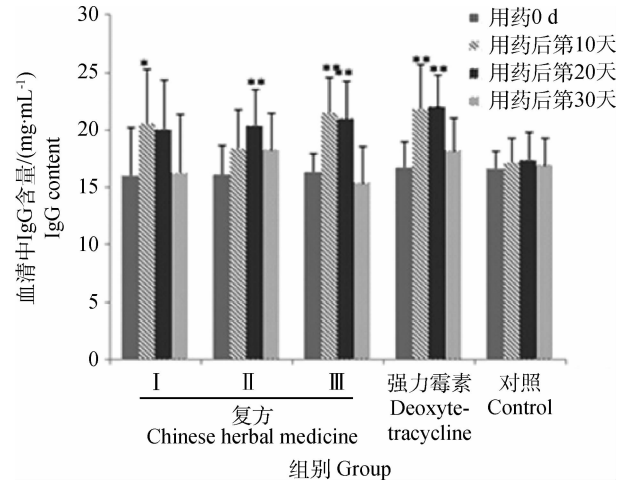 30
25
20
15
10
5
0
血清中IgG含量/(mg·mL⁻¹)
IgG content
用药0 d
用药后第10天
用药后第20天
用药后第30天
*
**
**
**
**
**
Ⅰ
Ⅱ
Ⅲ
复方
Chinese herbal medicine
强力霉素
Deoxyte-
tracycline
对照
Control
组别 Group